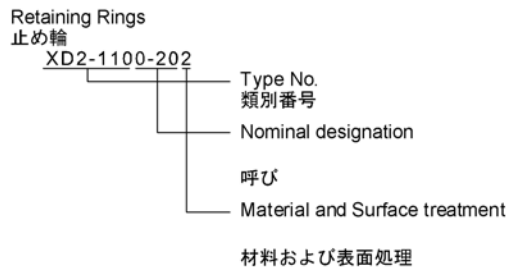 Retaining Rings
止め輪
XD2-1100-202
Type No.
類別番号
Nominal designation
呼び
Material and Surface treatment
材料および表面処理